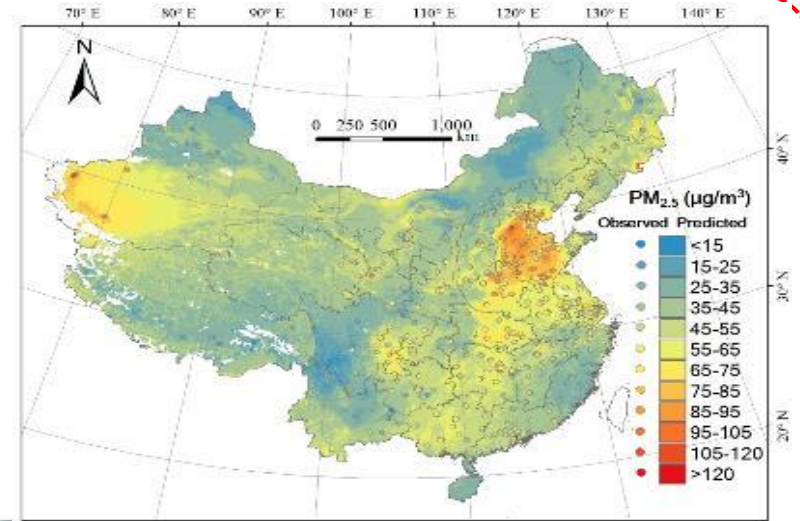 70° E 80° E 90° E 100° E 110° E 120° E 130° E 140° E
N
0 250 500 1,000
km
40° N
30° N
20° N
PM2.5 (µg/m³)
Observed Predicted
<15
15-25
25-35
35-45
45-55
55-65
65-75
75-85
85-95
95-105
105-120
>120